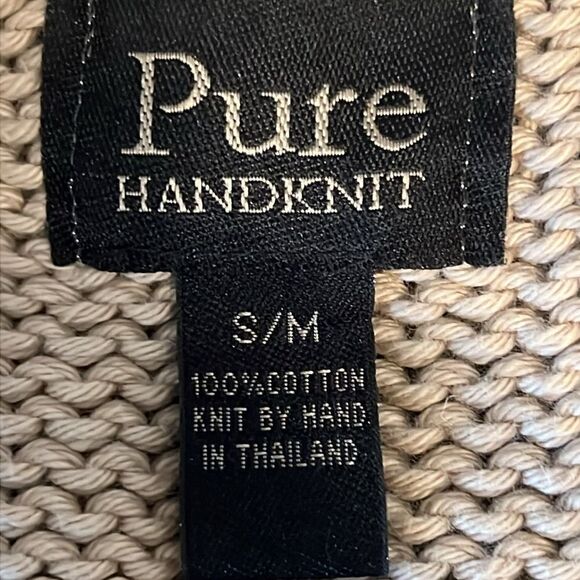 Pure
HANDKNIT
S/M
100% COTTON
KNIT BY HAND
IN THAILAND